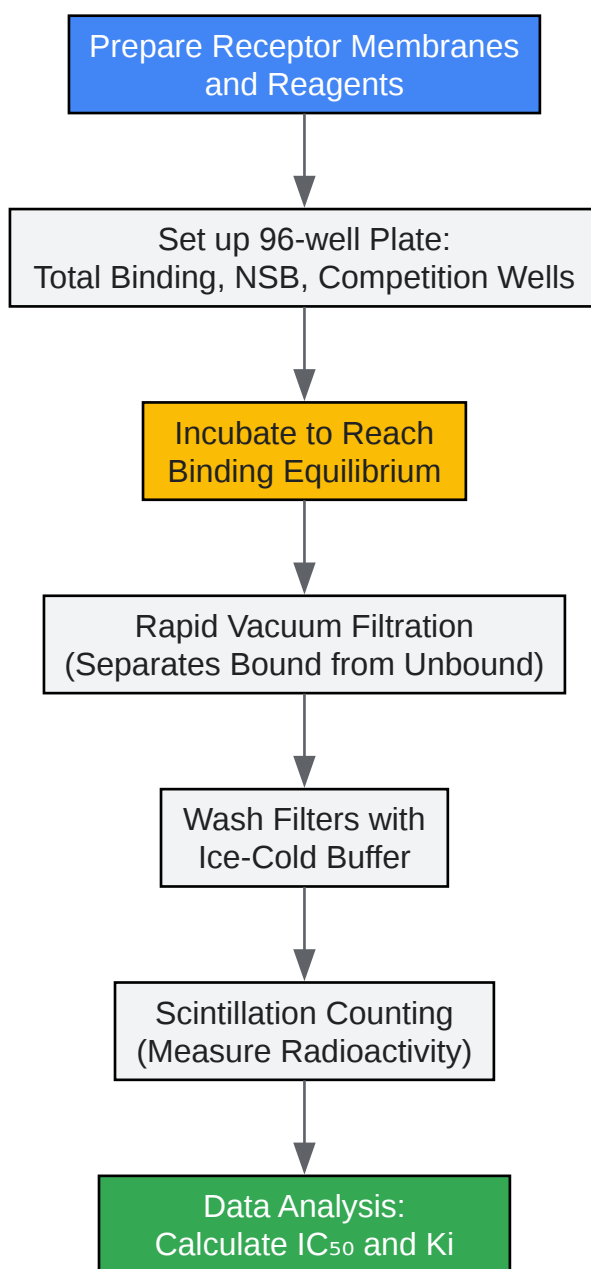 Prepare Receptor Membranes
and Reagents
Set up 96-well Plate:
Total Binding, NSB, Competition Wells
Incubate to Reach
Binding Equilibrium
Rapid Vacuum Filtration
(Separates Bound from Unbound)
Wash Filters with
Ice-Cold Buffer
Scintillation Counting
(Measure Radioactivity)
Data Analysis:
Calculate IC₅₀ and Ki